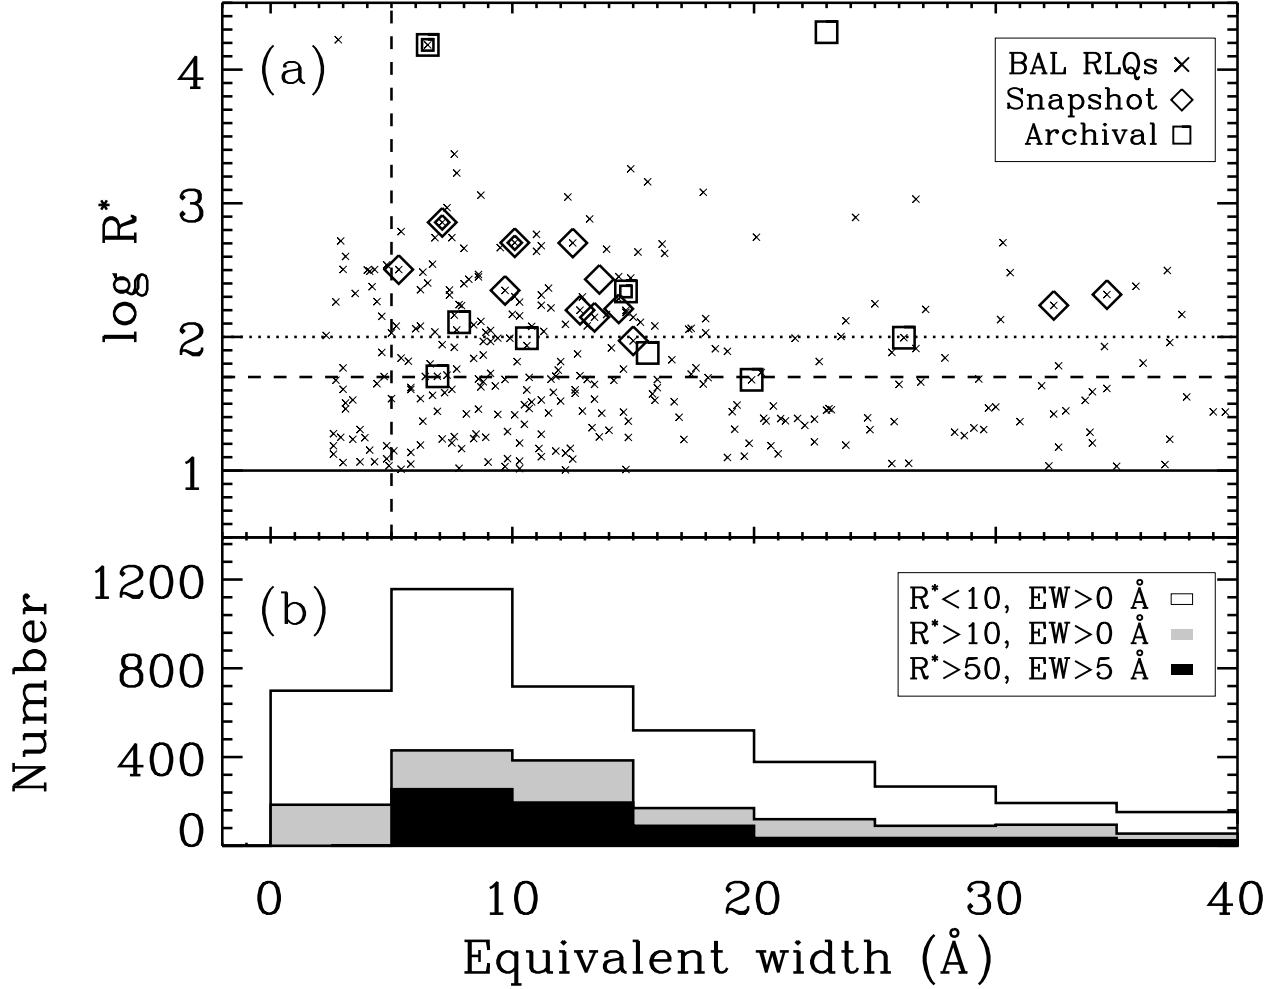 (a)
BAL RLQs
Snapshot
Archival
4
3
2
1
log R*
(b)
R*<10, EW>0 Å
R*>10, EW>0 Å
R*>50, EW>5 Å
1200
800
400
0
Number
0 10 20 30 40
Equivalent width (Å)